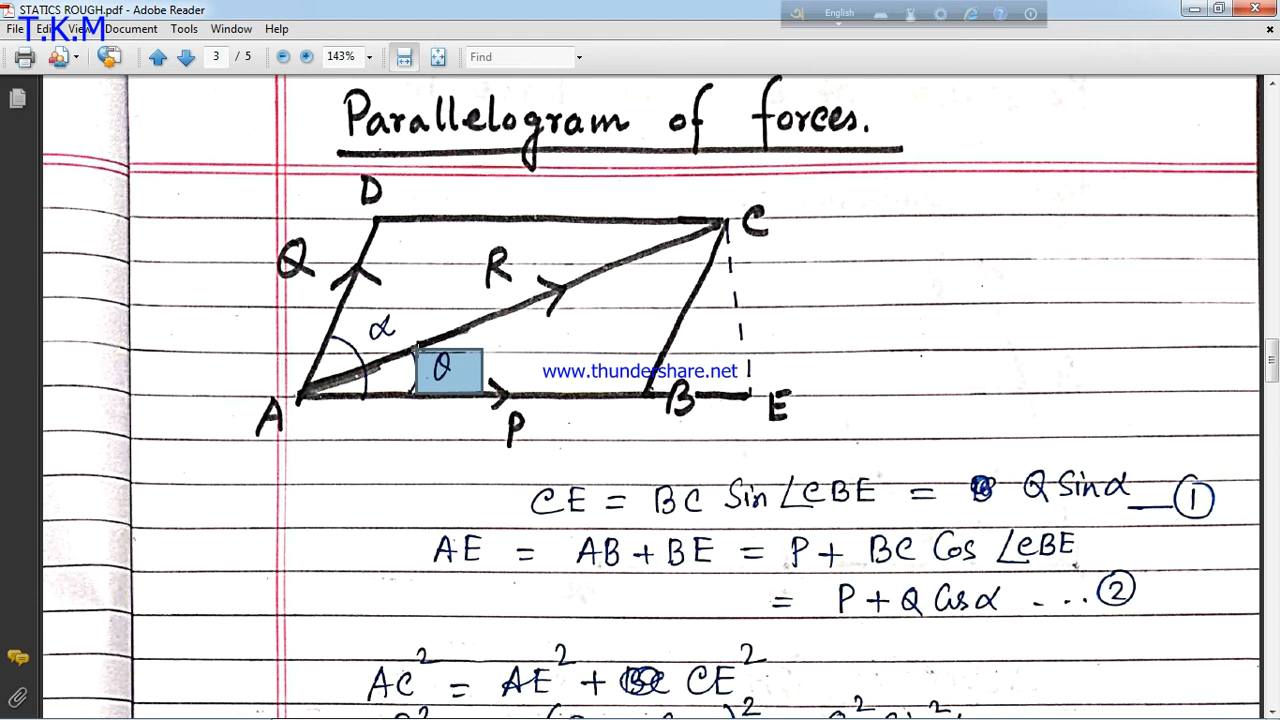 STATICS ROUGH.pdf - Adobe Reader
English
T.K.M
File Edit View Document Tools Window Help
3 / 5 143% Find
Parallelogram of forces.
D
C
Q
R
α
θ
www.thundershare.net
A
P
B
E
CE = BC Sin ∠CBE = Q Sin α — ①
AE = AB + BE = P + BC Cos ∠CBE
= P + Q Cos α ... ②
AC² = AE² + CE²